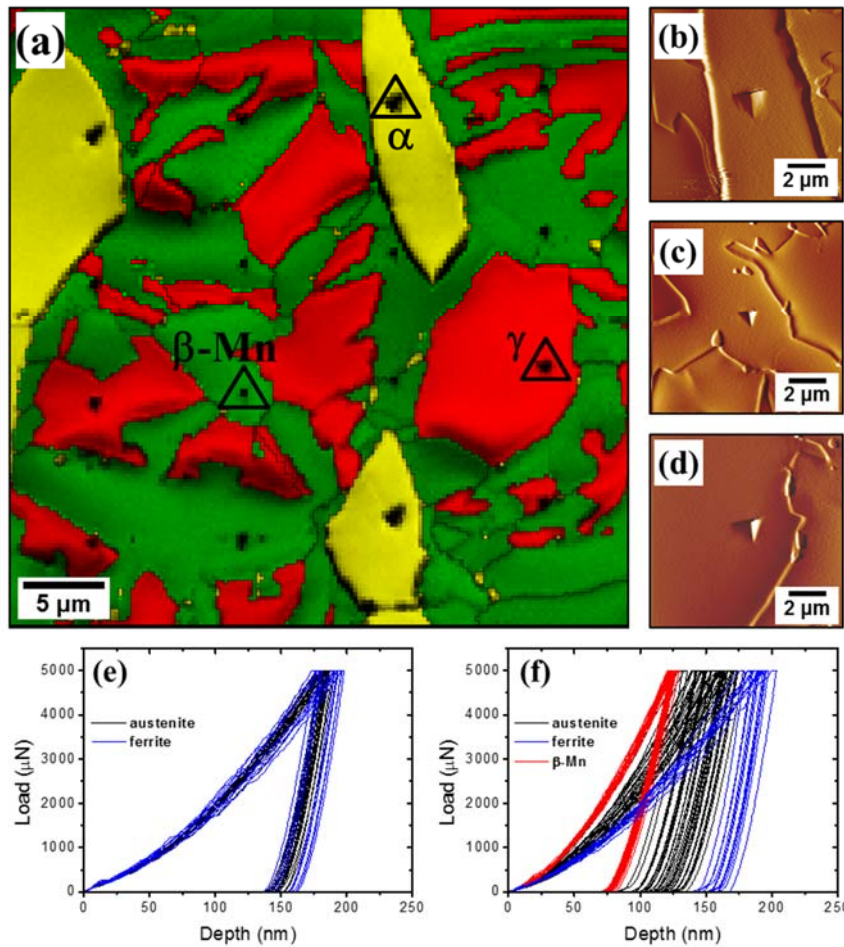 (a)
α
β-Mn
γ
5 μm
(b)
2 μm
(c)
2 μm
(d)
2 μm
(e)
5000
4000
3000
2000
1000
0
austenite
ferrite
Load (μN)
0 50 100 150 200 250
Depth (nm)
(f)
5000
4000
3000
2000
1000
0
austenite
ferrite
β-Mn
Load (μN)
0 50 100 150 200 250
Depth (nm)